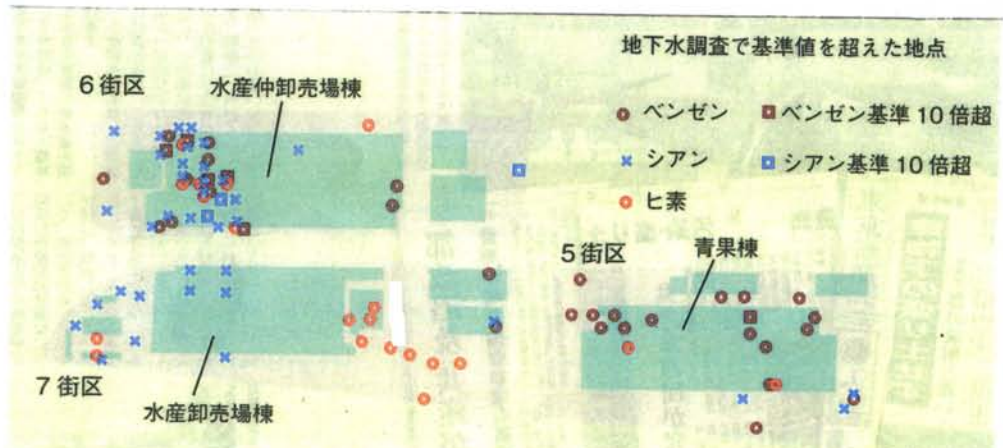 地下水調査で基準値を超えた地点
6街区
水産仲卸売場棟
ベンゼン
ベンゼン基準10倍超
シアン
シアン基準10倍超
ヒ素
5街区
青果棟
7街区
水産卸売場棟